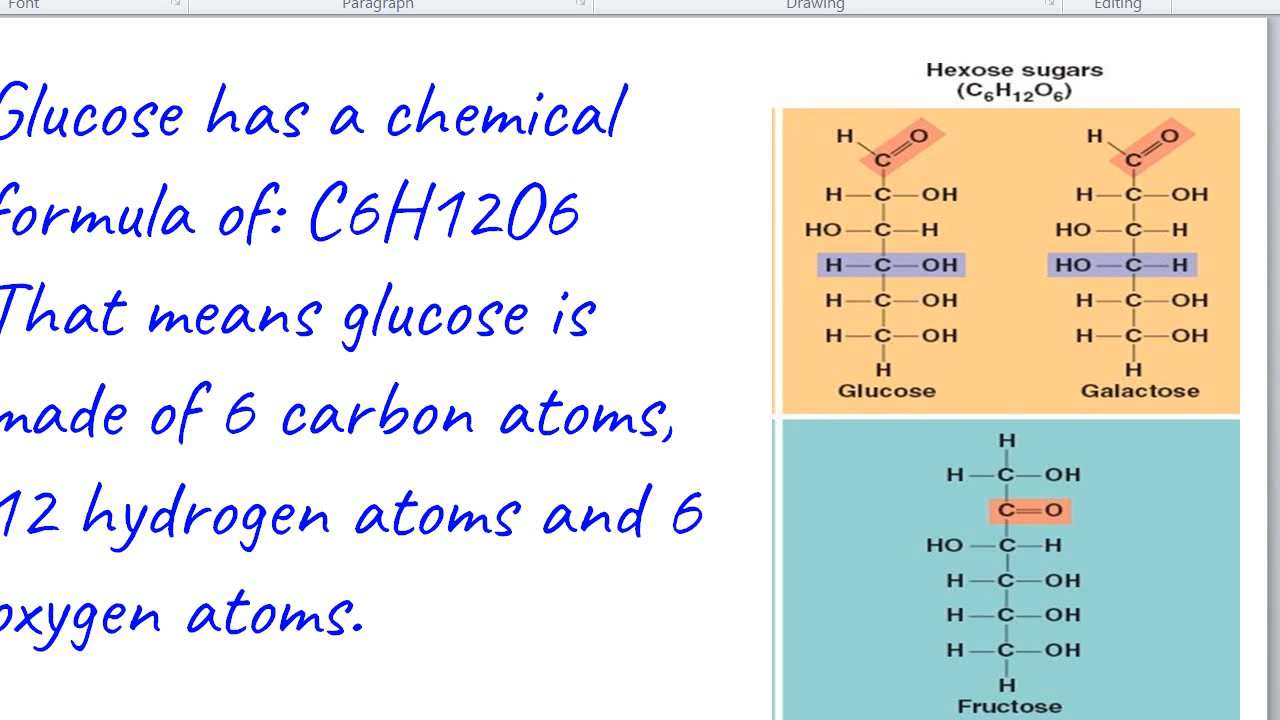 Font Paragraph Drawing Editing
Glucose has a chemical
formula of: C6H12O6
That means glucose is
made of 6 carbon atoms,
12 hydrogen atoms and 6
oxygen atoms.
Hexose sugars
(C₆H₁₂O₆)
H O
C
H—C—OH
HO—C—H
H—C—OH
H—C—OH
H—C—OH
H
Glucose
H O
C
H—C—OH
HO—C—H
HO—C—H
H—C—OH
H—C—OH
H
Galactose
H
H—C—OH
C=O
HO—C—H
H—C—OH
H—C—OH
H—C—OH
H
Fructose